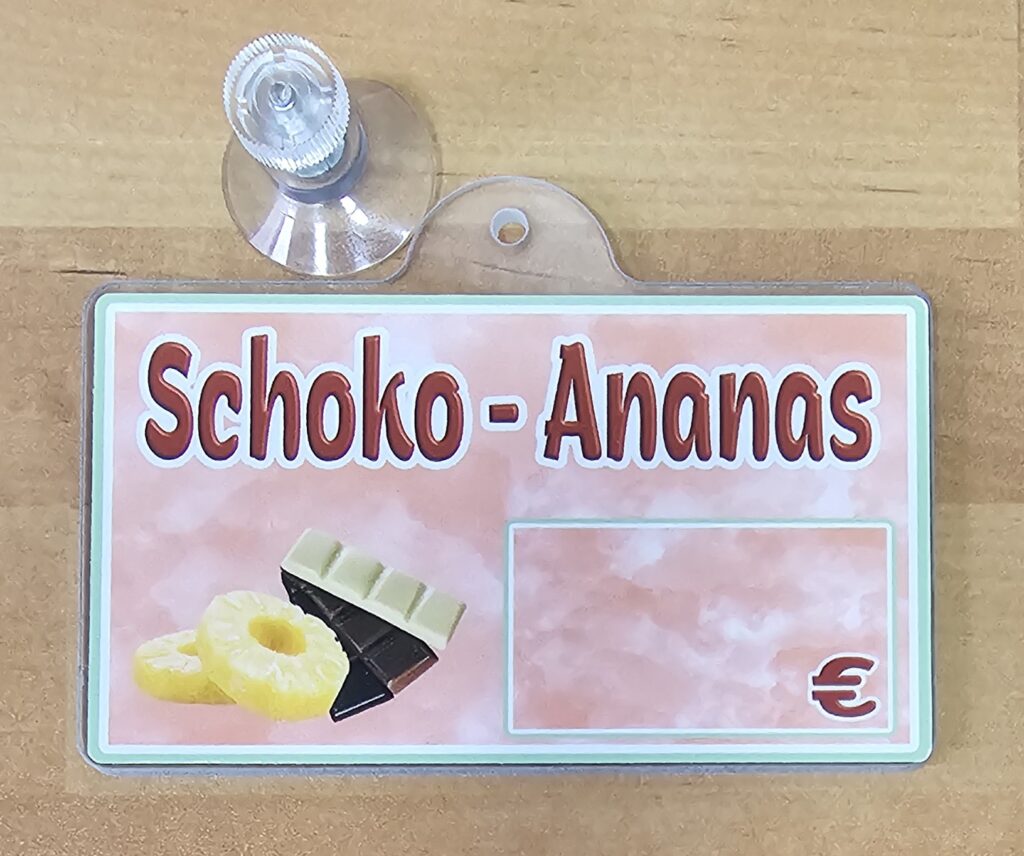 Schoko - Ananas
€